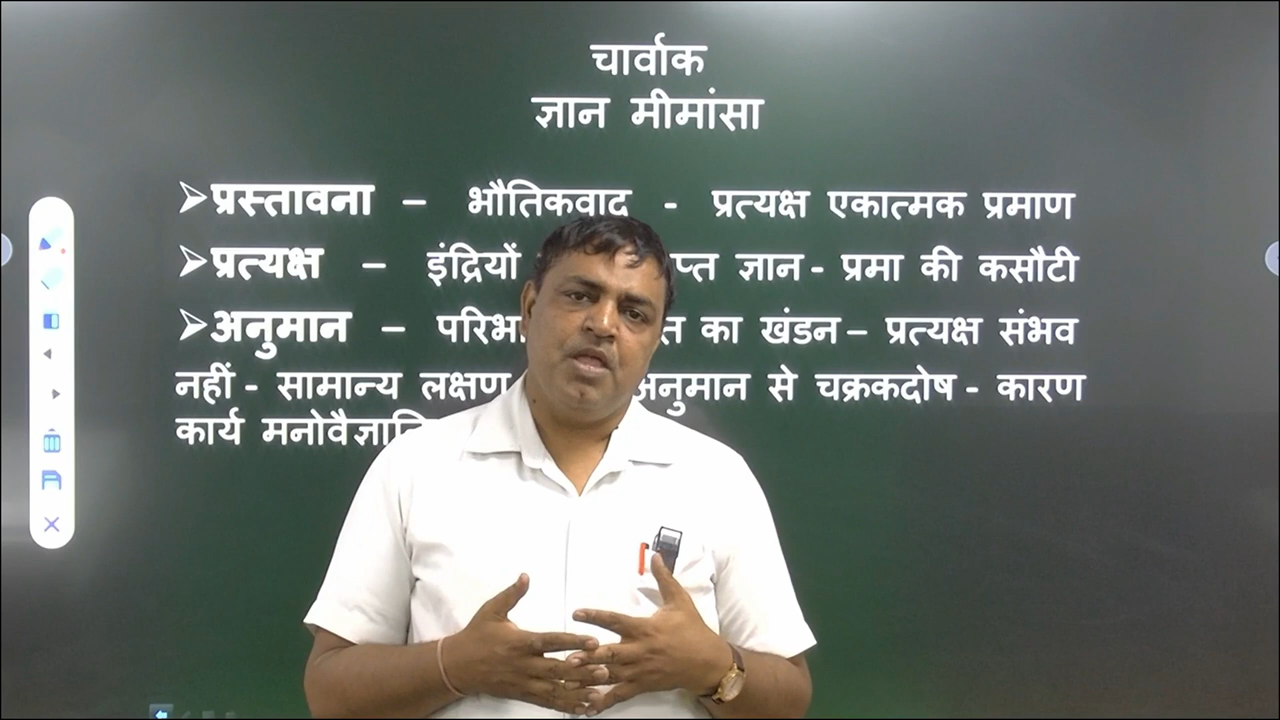 चार्वाक
ज्ञान मीमांसा
➢प्रस्तावना – भौतिकवाद - प्रत्यक्ष एकात्मक प्रमाण
➢प्रत्यक्ष – इंद्रियों ज्ञान - प्रमा की कसौटी
➢अनुमान – का खंडन – प्रत्यक्ष संभव
नहीं - सामान्य लक्षण अनुमान से चक्रकदोष - कारण
कार्य